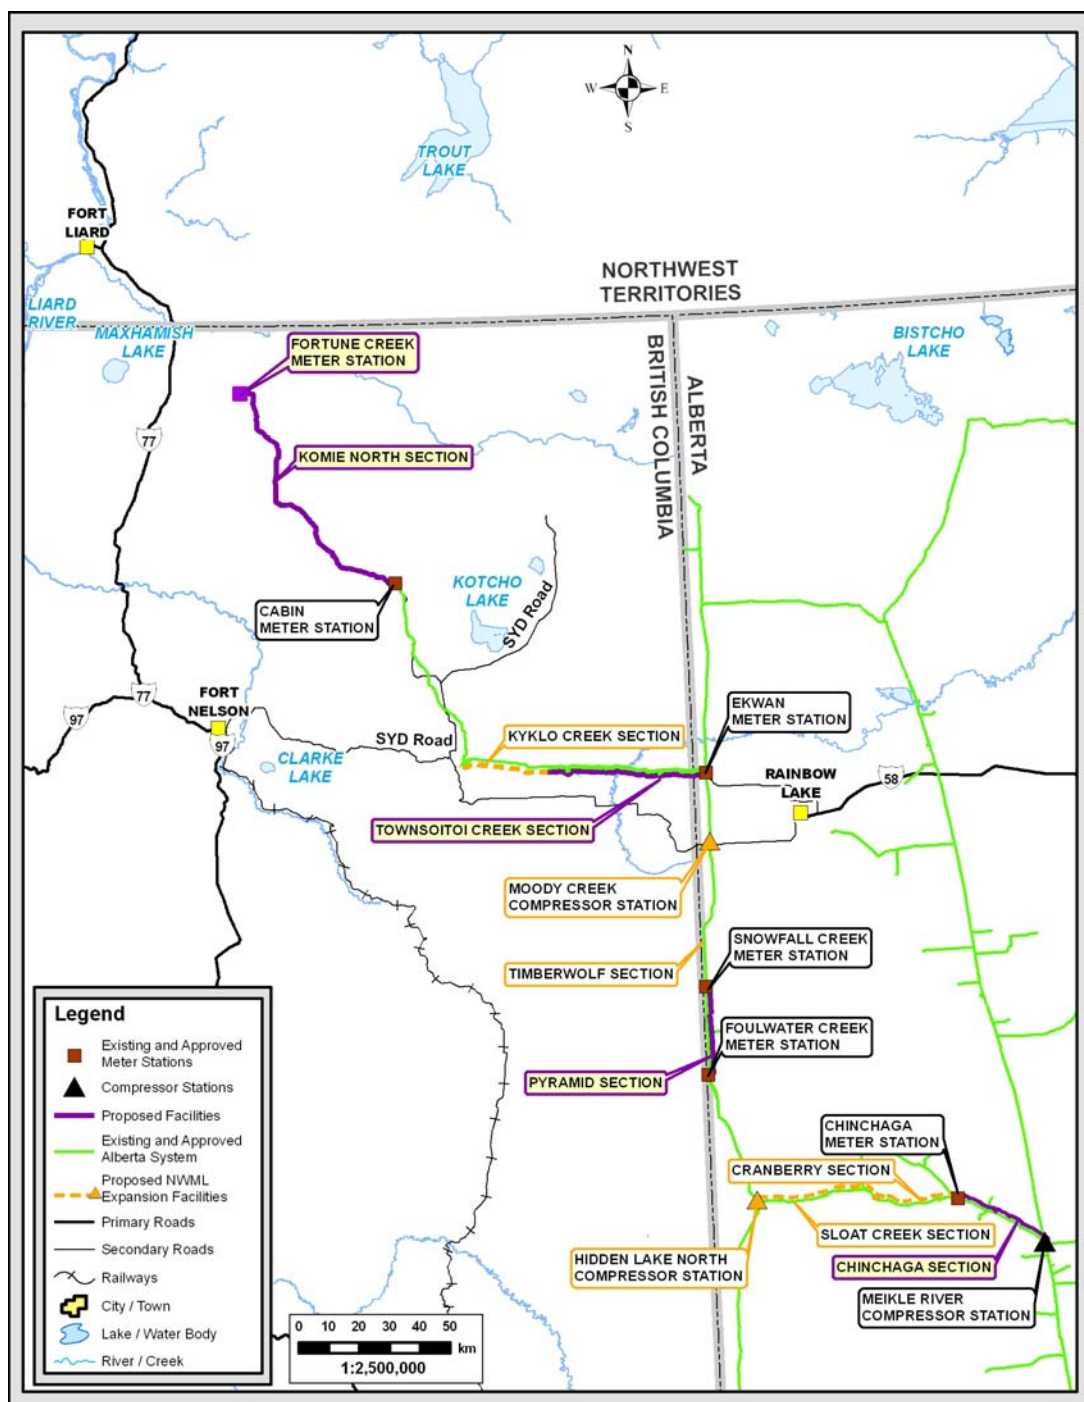 N
W
E
S
TROUT
LAKE
FORT
LIARD
NORTHWEST
TERRITORIES
LIARD
RIVER
MAXHAMISH
LAKE
BISTCHO
LAKE
FORTUNE CREEK
METER STATION
BRITISH COLUMBIA
ALBERTA
77
KOMIE NORTH SECTION
KOTCHO
LAKE
SYD Road
CABIN
METER STATION
FORT
NELSON
77
97
97
EKWAN
METER STATION
SYD Road
KYKLO CREEK SECTION
CLARKE
LAKE
RAINBOW
LAKE
58
TOWNSOITOI CREEK SECTION
MOODY CREEK
COMPRESSOR STATION
SNOWFALL CREEK
METER STATION
TIMBERWOLF SECTION
FOULWATER CREEK
METER STATION
PYRAMID SECTION
CHINCHAGA
METER STATION
CRANBERRY SECTION
SLOAT CREEK SECTION
HIDDEN LAKE NORTH
COMPRESSOR STATION
CHINCHAGA SECTION
MEIKLE RIVER
COMPRESSOR STATION
Legend
Existing and Approved
Meter Stations
Compressor Stations
Proposed Facilities
Existing and Approved
Alberta System
Proposed NWML
Expansion Facilities
Primary Roads
Secondary Roads
Railways
City / Town
Lake / Water Body
River / Creek
0 10 20 30 40 50
km
1:2,500,000